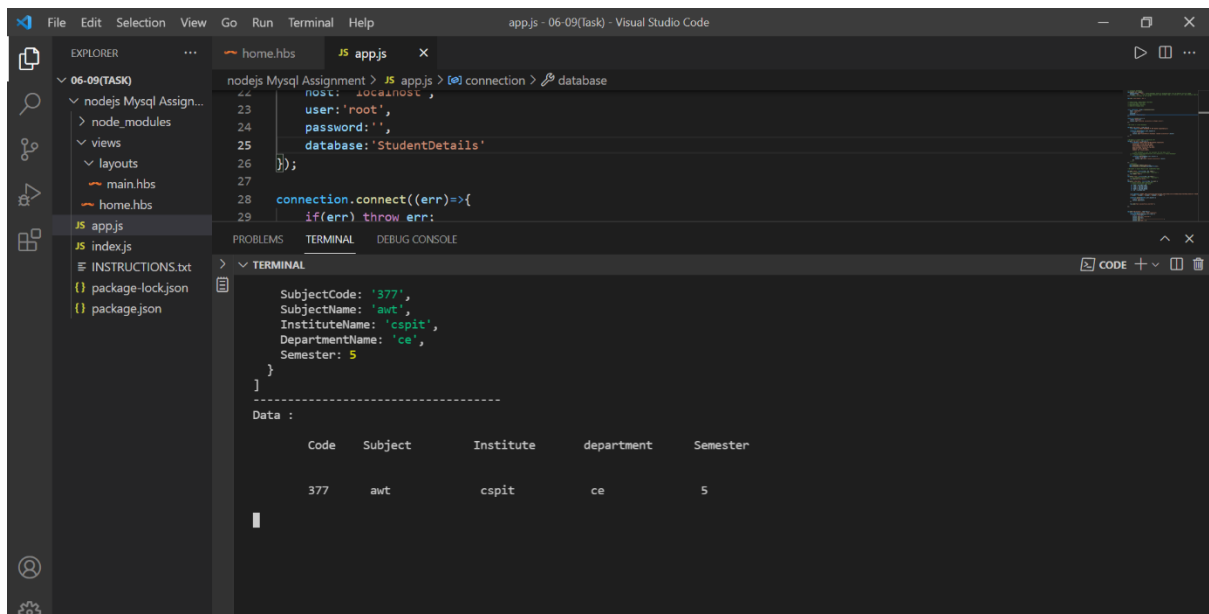 File Edit Selection View Go Run Terminal Help app.js - 06-09(Task) - Visual Studio Code
EXPLORER ...
06-09(TASK)
nodejs Mysql Assign...
node_modules
views
layouts
main.hbs
home.hbs
JS app.js
JS index.js
INSTRUCTIONS.txt
{} package-lock.json
{} package.json
home.hbs JS app.js
nodejs Mysql Assignment > JS app.js > connection > database
22 host: 'localhost',
23 user:'root',
24 password:'',
25 database:'StudentDetails'
26 });
27
28 connection.connect((err)=>{
29 if(err) throw err;
PROBLEMS TERMINAL DEBUG CONSOLE
TERMINAL CODE
SubjectCode: '377',
SubjectName: 'awt',
InstituteName: 'cspit',
DepartmentName: 'ce',
Semester: 5
}
]
------------------------------------
Data :
Code Subject Institute department Semester
377 awt cspit ce 5